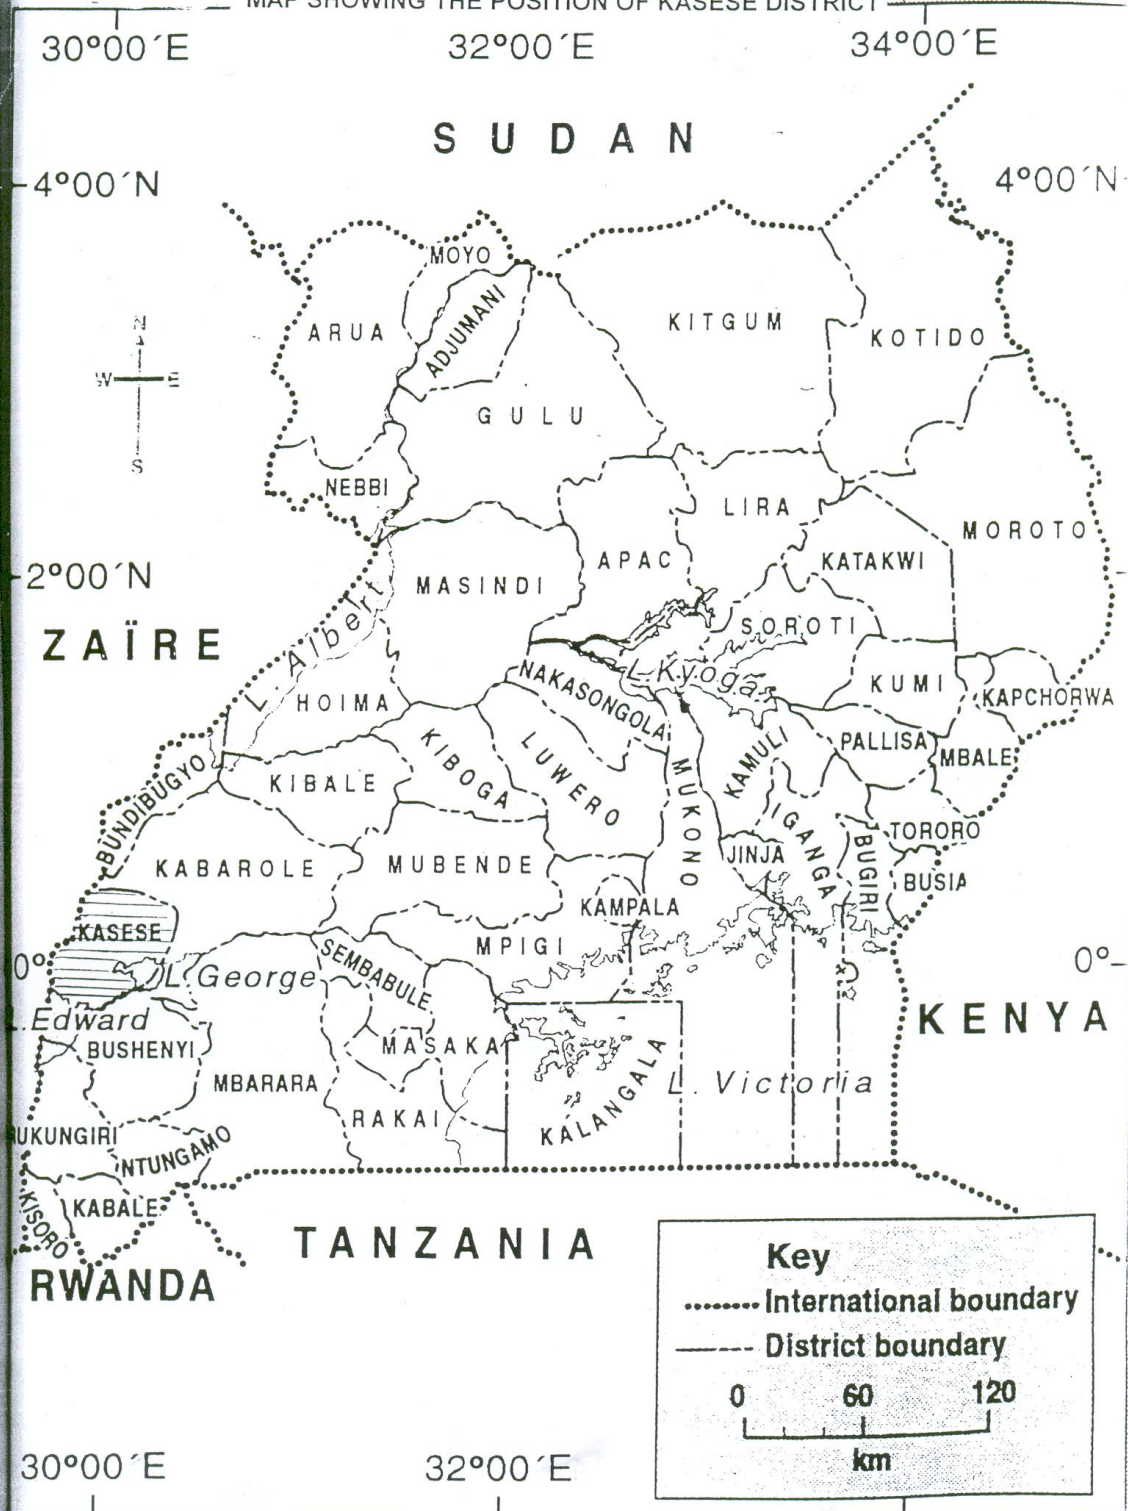 MAP SHOWING THE POSITION OF KASESE DISTRICT
30°00´E 32°00´E 34°00´E
SUDAN
4°00´N 4°00´N
MOYO
ARUA ADJUMANI KITGUM KOTIDO
N
W E
S
GULU
NEBBI LIRA MOROTO
APAC KATAKWI
2°00´N MASINDI
ZAÏRE L. Albert SOROTI
L. Kyoga KUMI KAPCHORWA
HOIMA NAKASONGOLA
KIBOGA LUWERO KAMULI PALLISA MBALE
BUNDIBUGYO KIBALE MUKONO IGANGA
TORORO
KABAROLE MUBENDE JINJA BUGIRI BUSIA
KAMPALA
KASESE MPIGI
0° L. George SEMBABULE 0°
L. Edward KENYA
BUSHENYI MASAKA
MBARARA KALANGALA L. Victoria
RAKAI
UKUNGIRI NTUNGAMO
KISORO KABALE
TANZANIA
RWANDA
Key
International boundary
District boundary
0 60 120
km
30°00´E 32°00´E